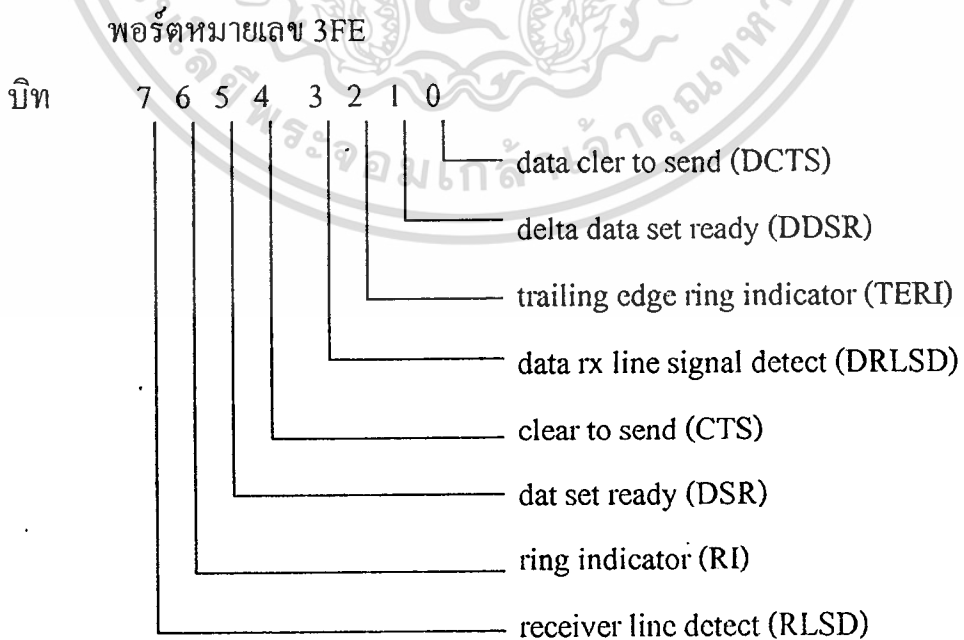 พอร์ตหมายเลข 3FE
บิท 7 6 5 4 3 2 1 0
data cler to send (DCTS)
delta data set ready (DDSR)
trailing edge ring indicator (TERI)
data rx line signal detect (DRLSD)
clear to send (CTS)
dat set ready (DSR)
ring indicator (RI)
receiver line detect (RLSD)